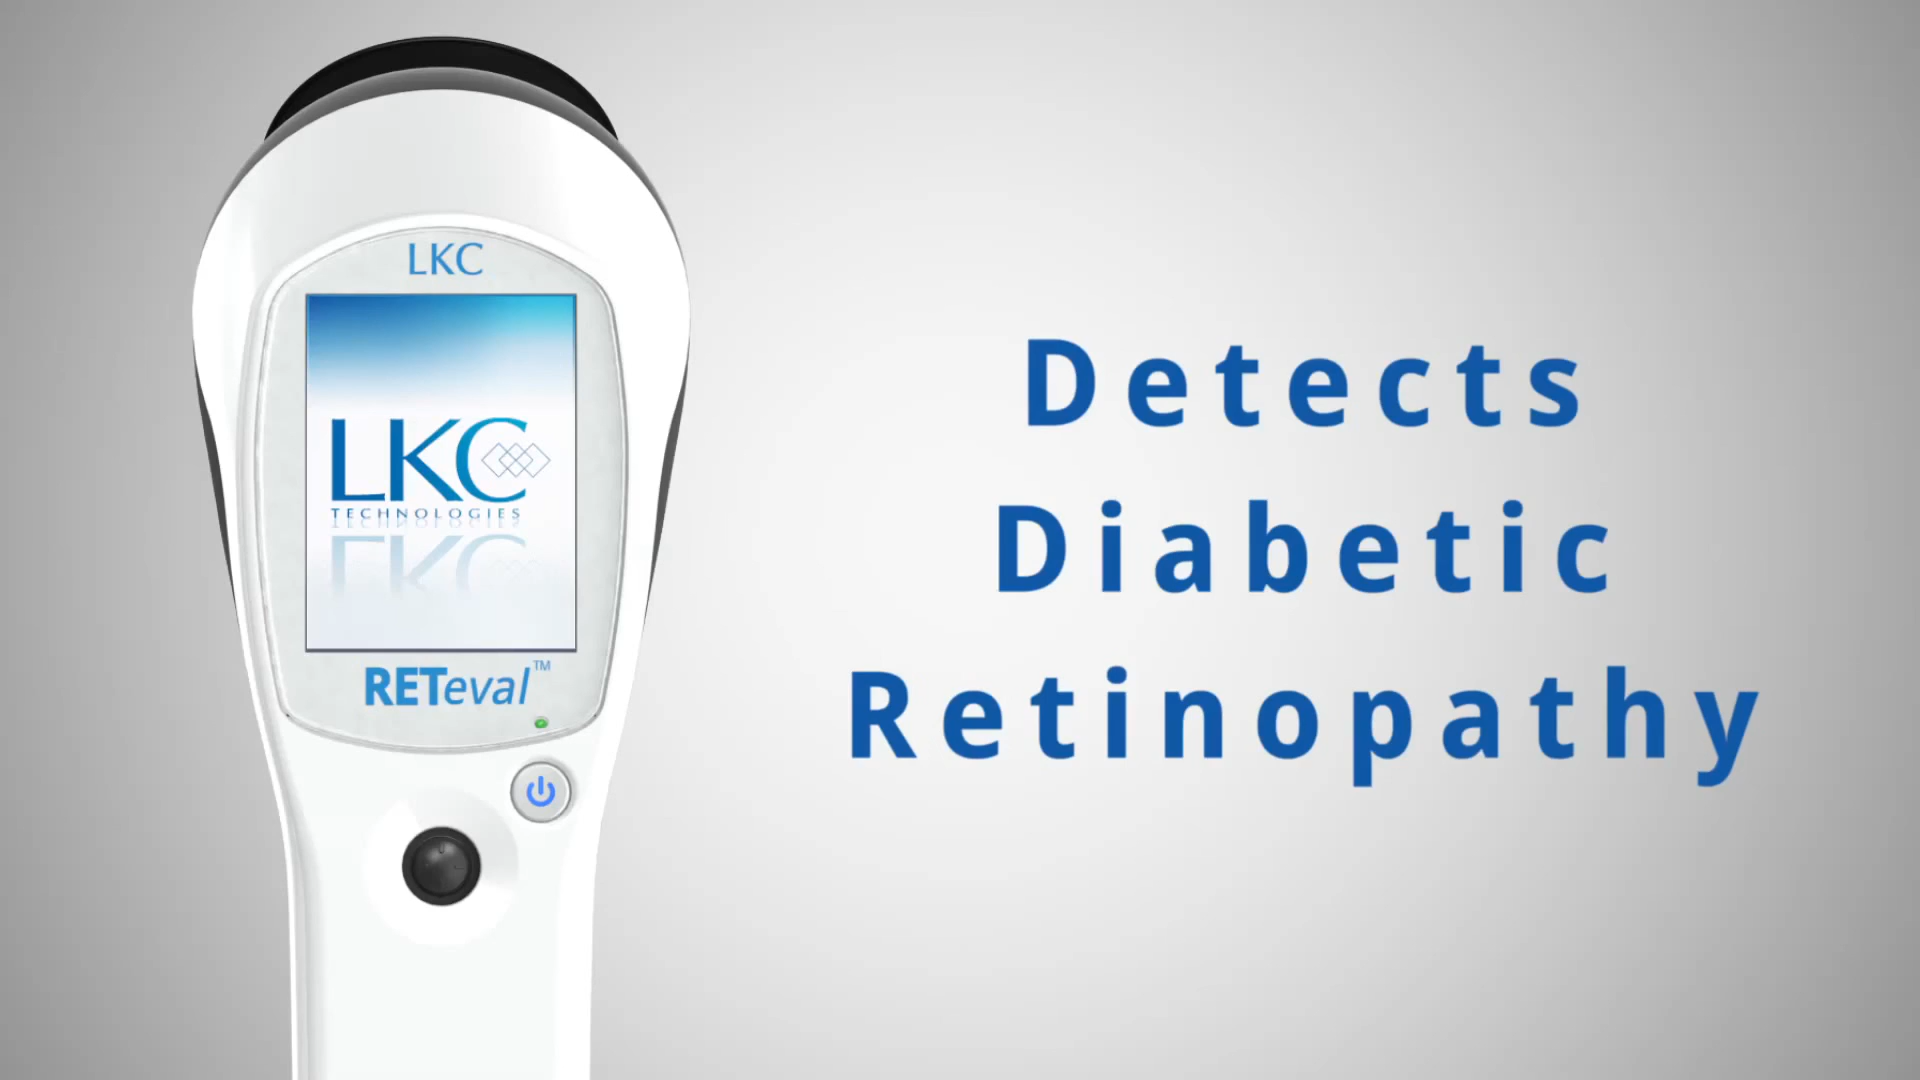 LKC
LKC
TECHNOLOGIES
RETeval™
Detects
Diabetic
Retinopathy